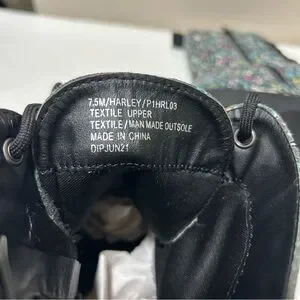 7.5M/HARLEY/P1HRL03
TEXTILE UPPER
TEXTILE/MAN MADE OUTSOLE
MADE IN CHINA
DIPJUN21